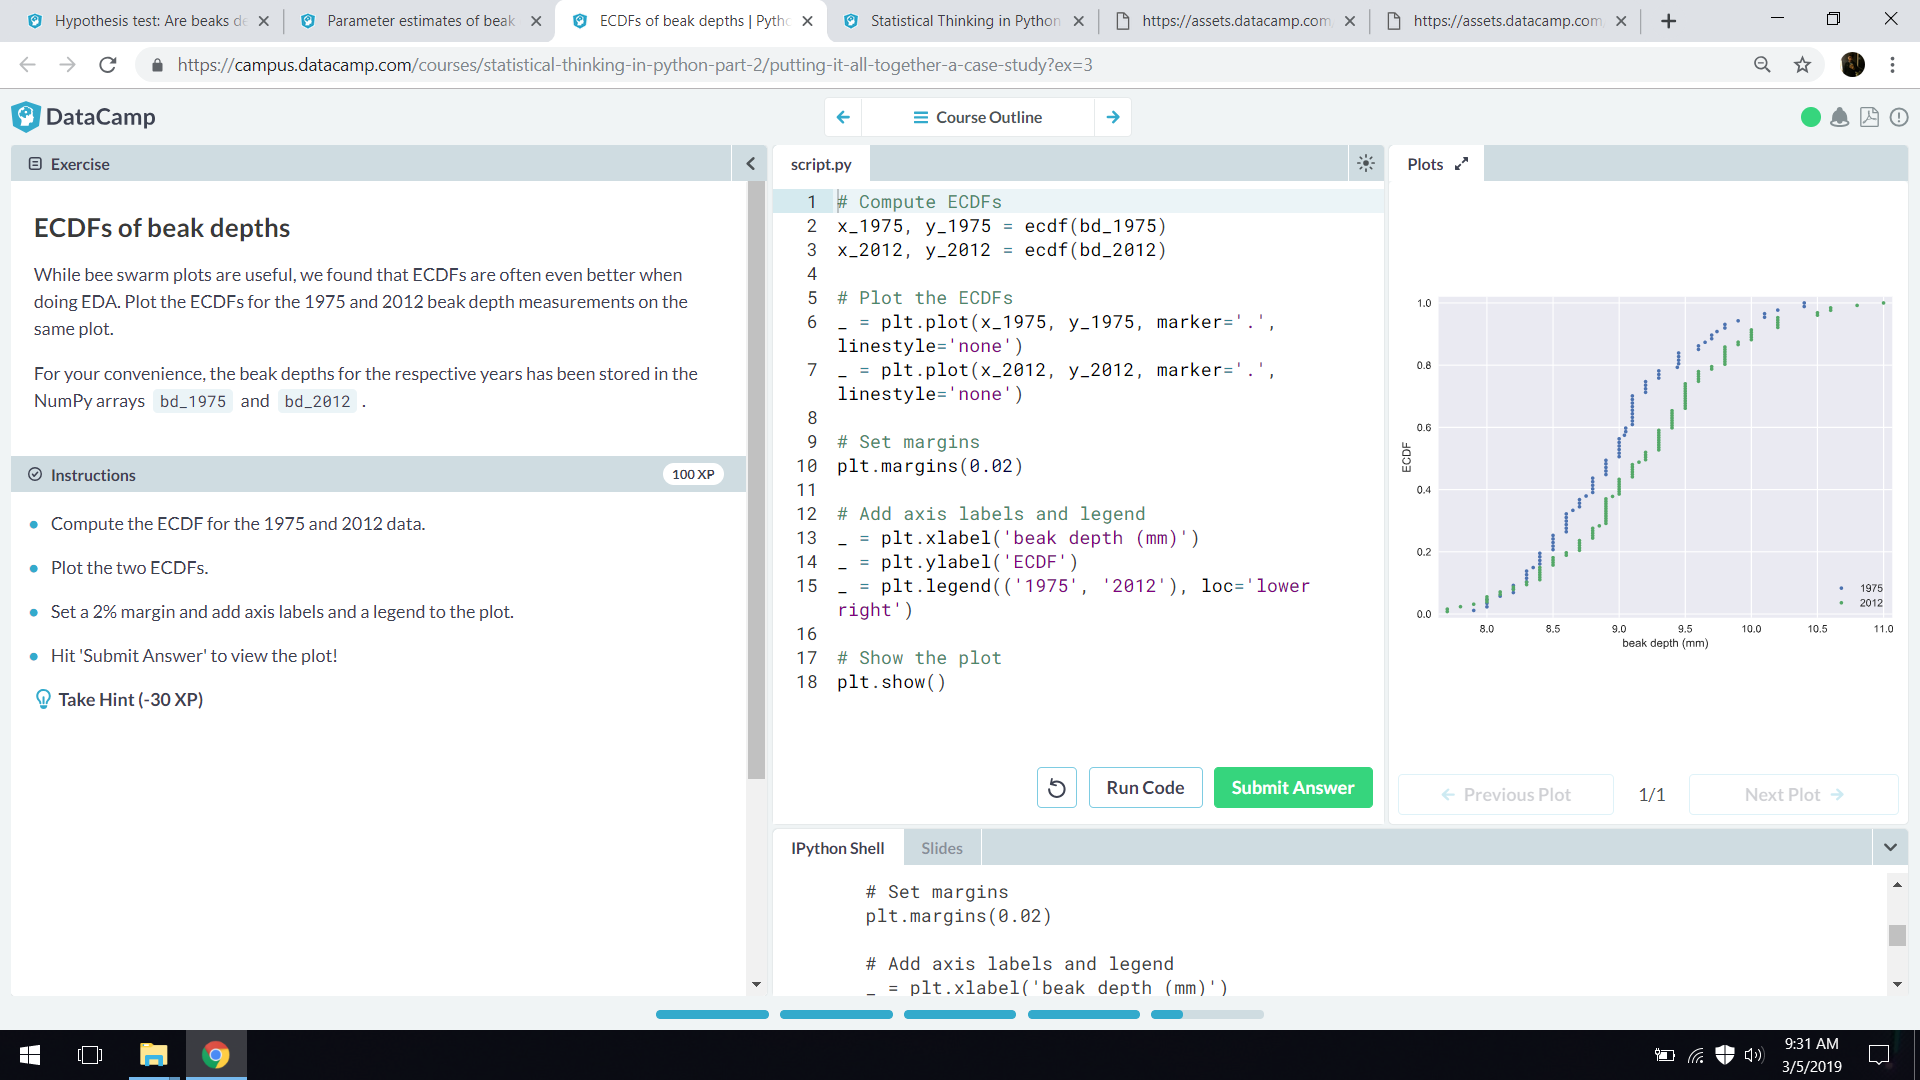 Hypothesis test: Are beaks de
Parameter estimates of beak
ECDFs of beak depths | Pytho
Statistical Thinking in Python
https://assets.datacamp.com
https://assets.datacamp.com
https://campus.datacamp.com/courses/statistical-thinking-in-python-part-2/putting-it-all-together-a-case-study?ex=3
DataCamp
Course Outline
Exercise
ECDFs of beak depths
While bee swarm plots are useful, we found that ECDFs are often even better when
doing EDA. Plot the ECDFs for the 1975 and 2012 beak depth measurements on the
same plot.
For your convenience, the beak depths for the respective years has been stored in the
NumPy arrays bd_1975 and bd_2012 .
Instructions
100 XP
Compute the ECDF for the 1975 and 2012 data.
Plot the two ECDFs.
Set a 2% margin and add axis labels and a legend to the plot.
Hit 'Submit Answer' to view the plot!
Take Hint (-30 XP)
script.py
1 # Compute ECDFs
2 x_1975, y_1975 = ecdf(bd_1975)
3 x_2012, y_2012 = ecdf(bd_2012)
4
5 # Plot the ECDFs
6 _ = plt.plot(x_1975, y_1975, marker='.',
linestyle='none')
7 _ = plt.plot(x_2012, y_2012, marker='.',
linestyle='none')
8
9 # Set margins
10 plt.margins(0.02)
11
12 # Add axis labels and legend
13 _ = plt.xlabel('beak depth (mm)')
14 _ = plt.ylabel('ECDF')
15 _ = plt.legend(('1975', '2012'), loc='lower
right')
16
17 # Show the plot
18 plt.show()
Run Code
Submit Answer
Plots
1.0
0.8
0.6
0.4
0.2
0.0
ECDF
8.0 8.5 9.0 9.5 10.0 10.5 11.0
beak depth (mm)
1975
2012
Previous Plot
1/1
Next Plot
IPython Shell
Slides
# Set margins
plt.margins(0.02)
# Add axis labels and legend
_ = plt.xlabel('beak depth (mm)')
9:31 AM
3/5/2019